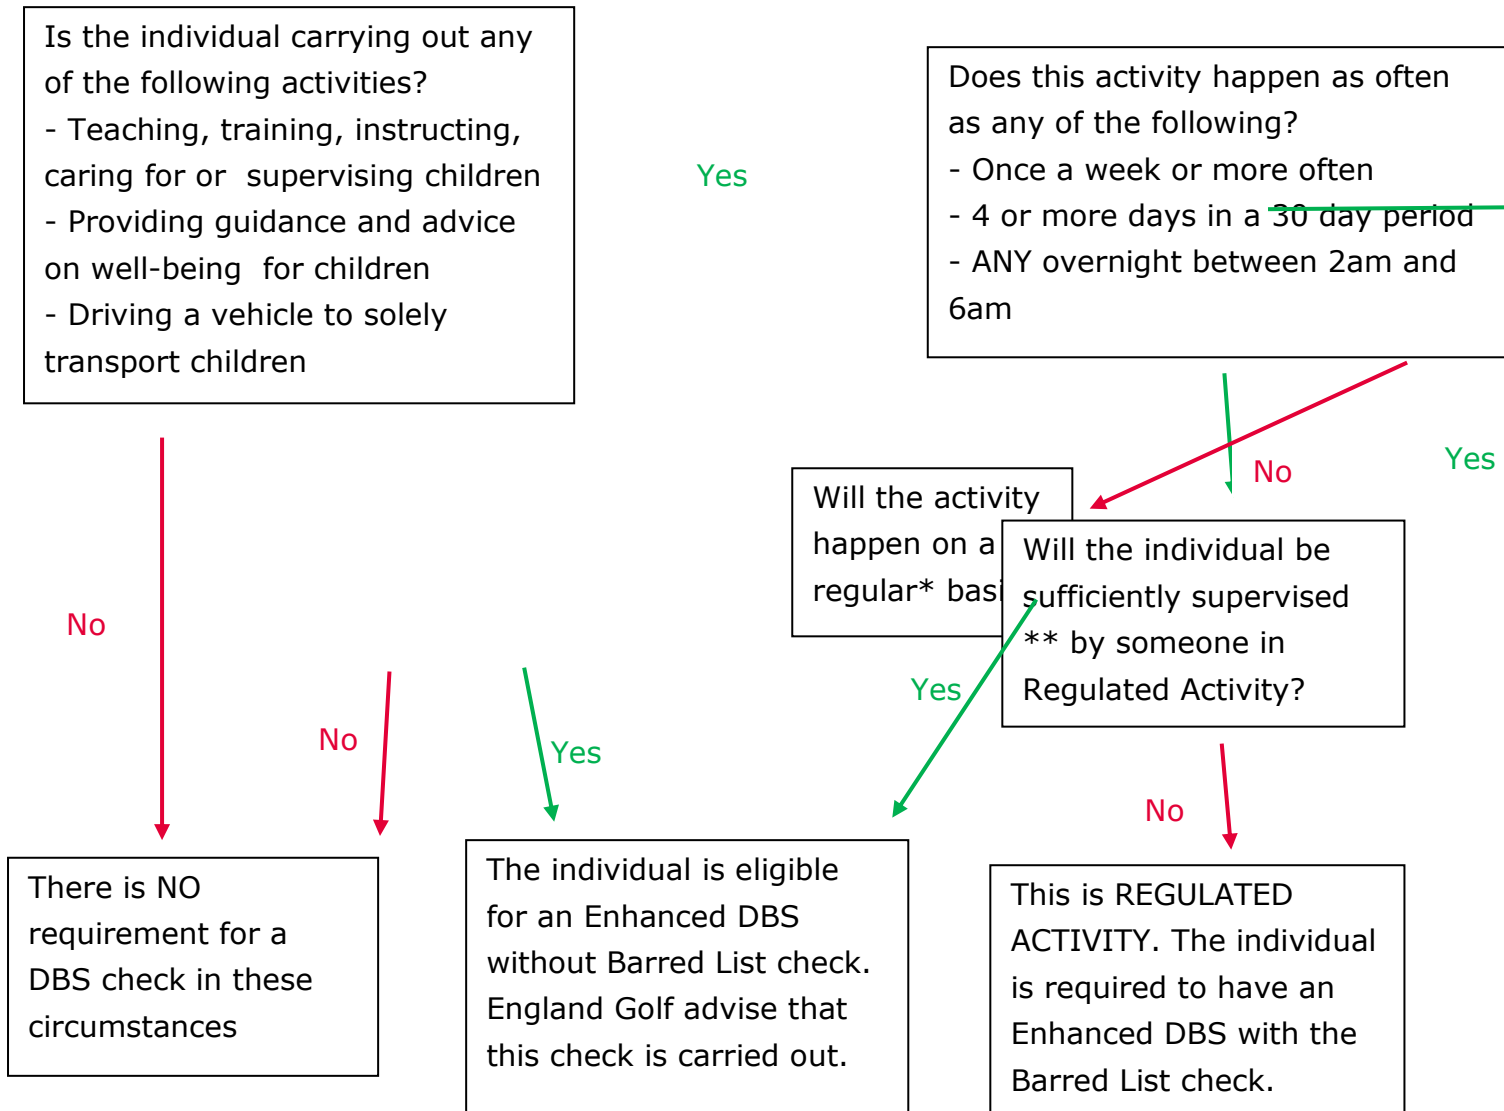 Is the individual carrying out any
of the following activities?
- Teaching, training, instructing,
caring for or  supervising children
- Providing guidance and advice
on well-being  for children
- Driving a vehicle to solely
transport children
Yes
Does this activity happen as often
as any of the following?
- Once a week or more often
- 4 or more days in a 30 day period
- ANY overnight between 2am and
6am
No
Yes
Will the activity
happen on a
regular* basi
Will the individual be
sufficiently supervised
** by someone in
Regulated Activity?
No
Yes
No
Yes
No
There is NO
requirement for a
DBS check in these
circumstances
The individual is eligible
for an Enhanced DBS
without Barred List check.
England Golf advise that
this check is carried out.
This is REGULATED
ACTIVITY. The individual
is required to have an
Enhanced DBS with the
Barred List check.